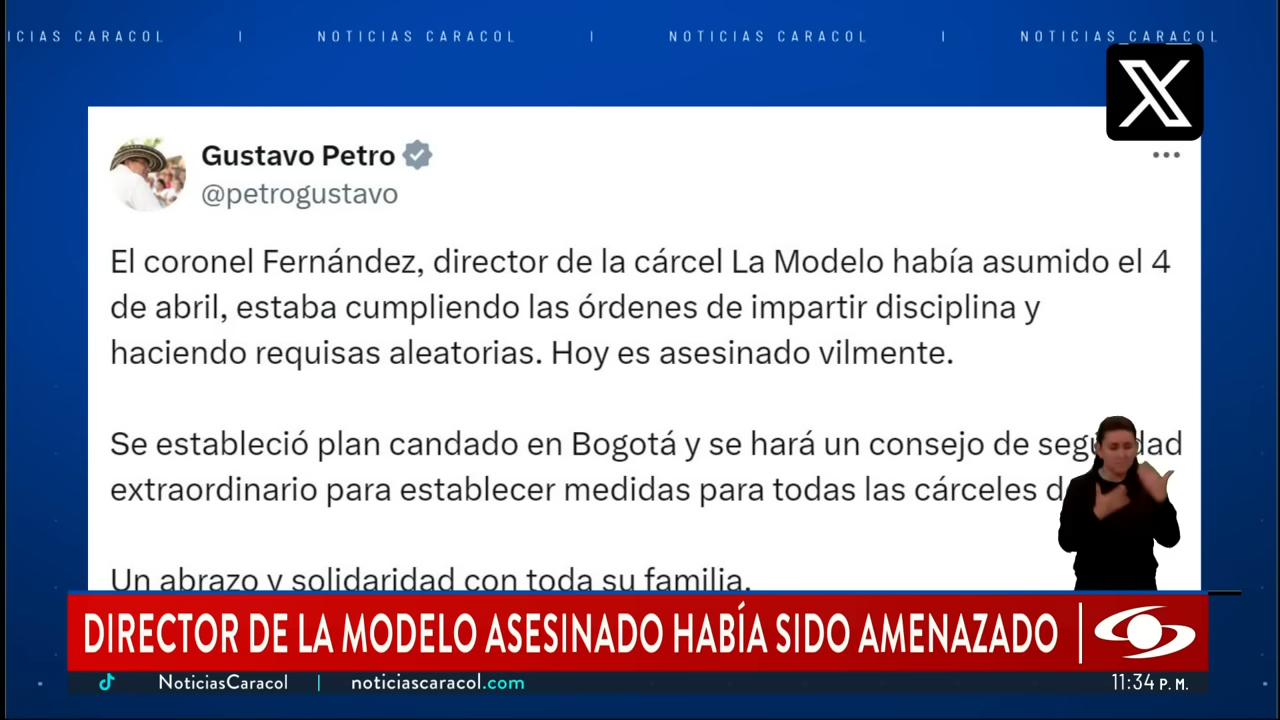 ICIAS CARACOL | NOTICIAS CARACOL | NOTICIAS CARACOL | NOTICIAS CARACOL
Gustavo Petro
@petrogustavo
El coronel Fernández, director de la cárcel La Modelo había asumido el 4
de abril, estaba cumpliendo las órdenes de impartir disciplina y
haciendo requisas aleatorias. Hoy es asesinado vilmente.
Se estableció plan candado en Bogotá y se hará un consejo de
extraordinario para establecer medidas para todas las cárceles
Un abrazo y solidaridad con toda su familia.
DIRECTOR DE LA MODELO ASESINADO HABÍA SIDO AMENAZADO
NoticiasCaracol | noticiascaracol.com
11:34 P. M.